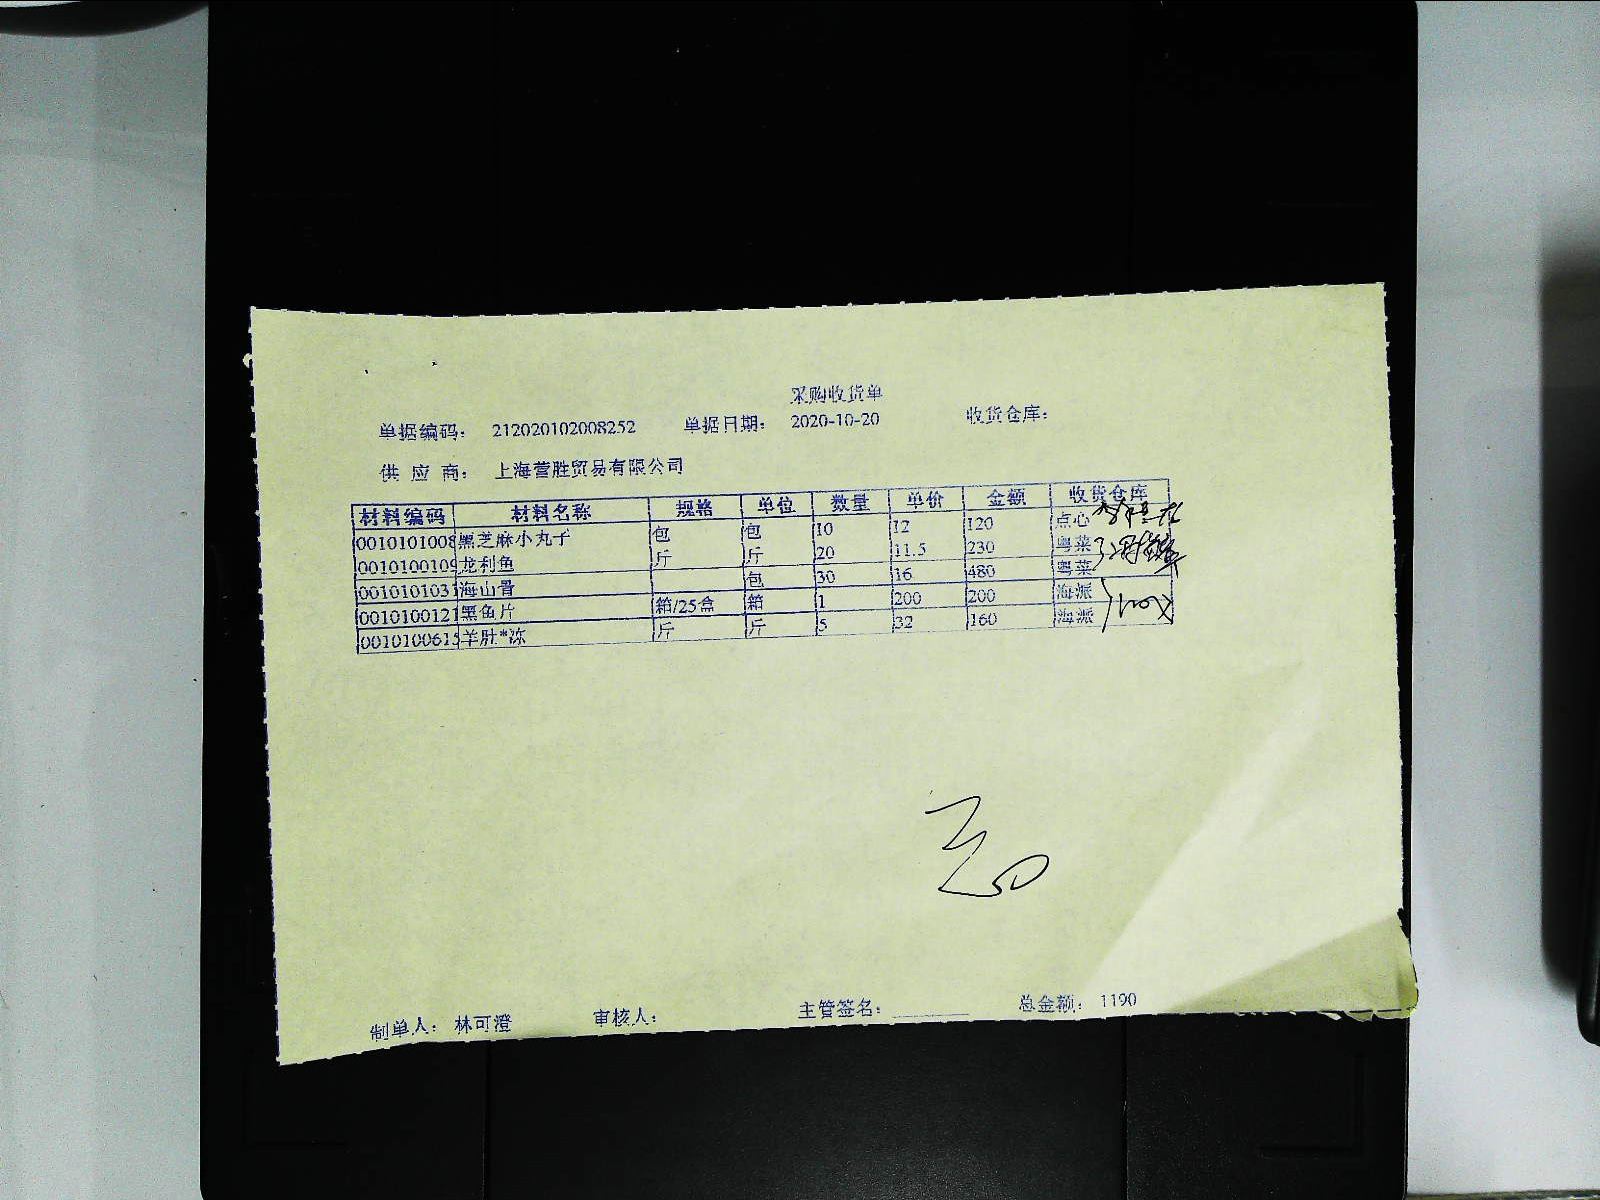 采购收货单
单据编码： 212020102008252 单据日期： 2020-10-20 收货仓库：
供 应 商： 上海营胜贸易有限公司
材料编码 材料名称 规格 单位 数量 单价 金额 收货仓库
0010101008 黑芝麻小丸子 包 包 10 12 120 点心
0010100109 龙利鱼 斤 斤 20 11.5 230 粤菜
0010101031 海山骨 包 30 16 480 粤菜
0010100121 黑鱼片 箱/25盒 箱 1 200 200 海派
0010100615 羊肚*冻 斤 斤 5 32 160 海派
制单人： 林可澄 审核人： 主管签名： 总金额： 1190